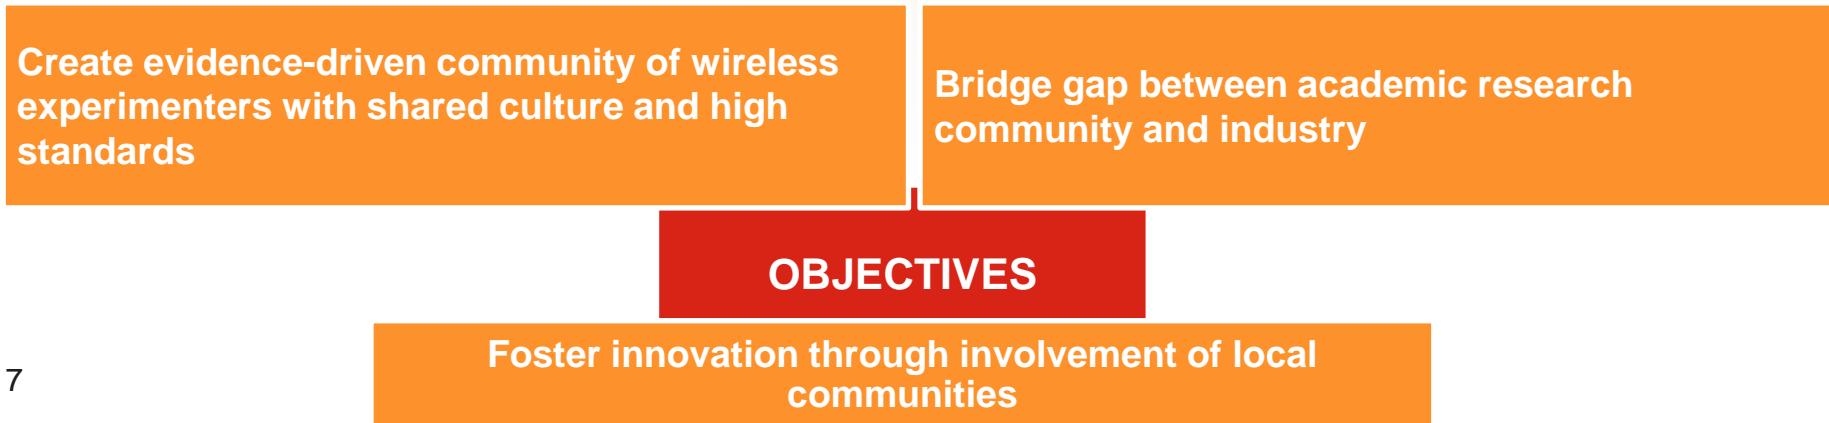 Create evidence-driven community of wireless
experimenters with shared culture and high
standards
Bridge gap between academic research
community and industry
OBJECTIVES
Foster innovation through involvement of local
communities
7